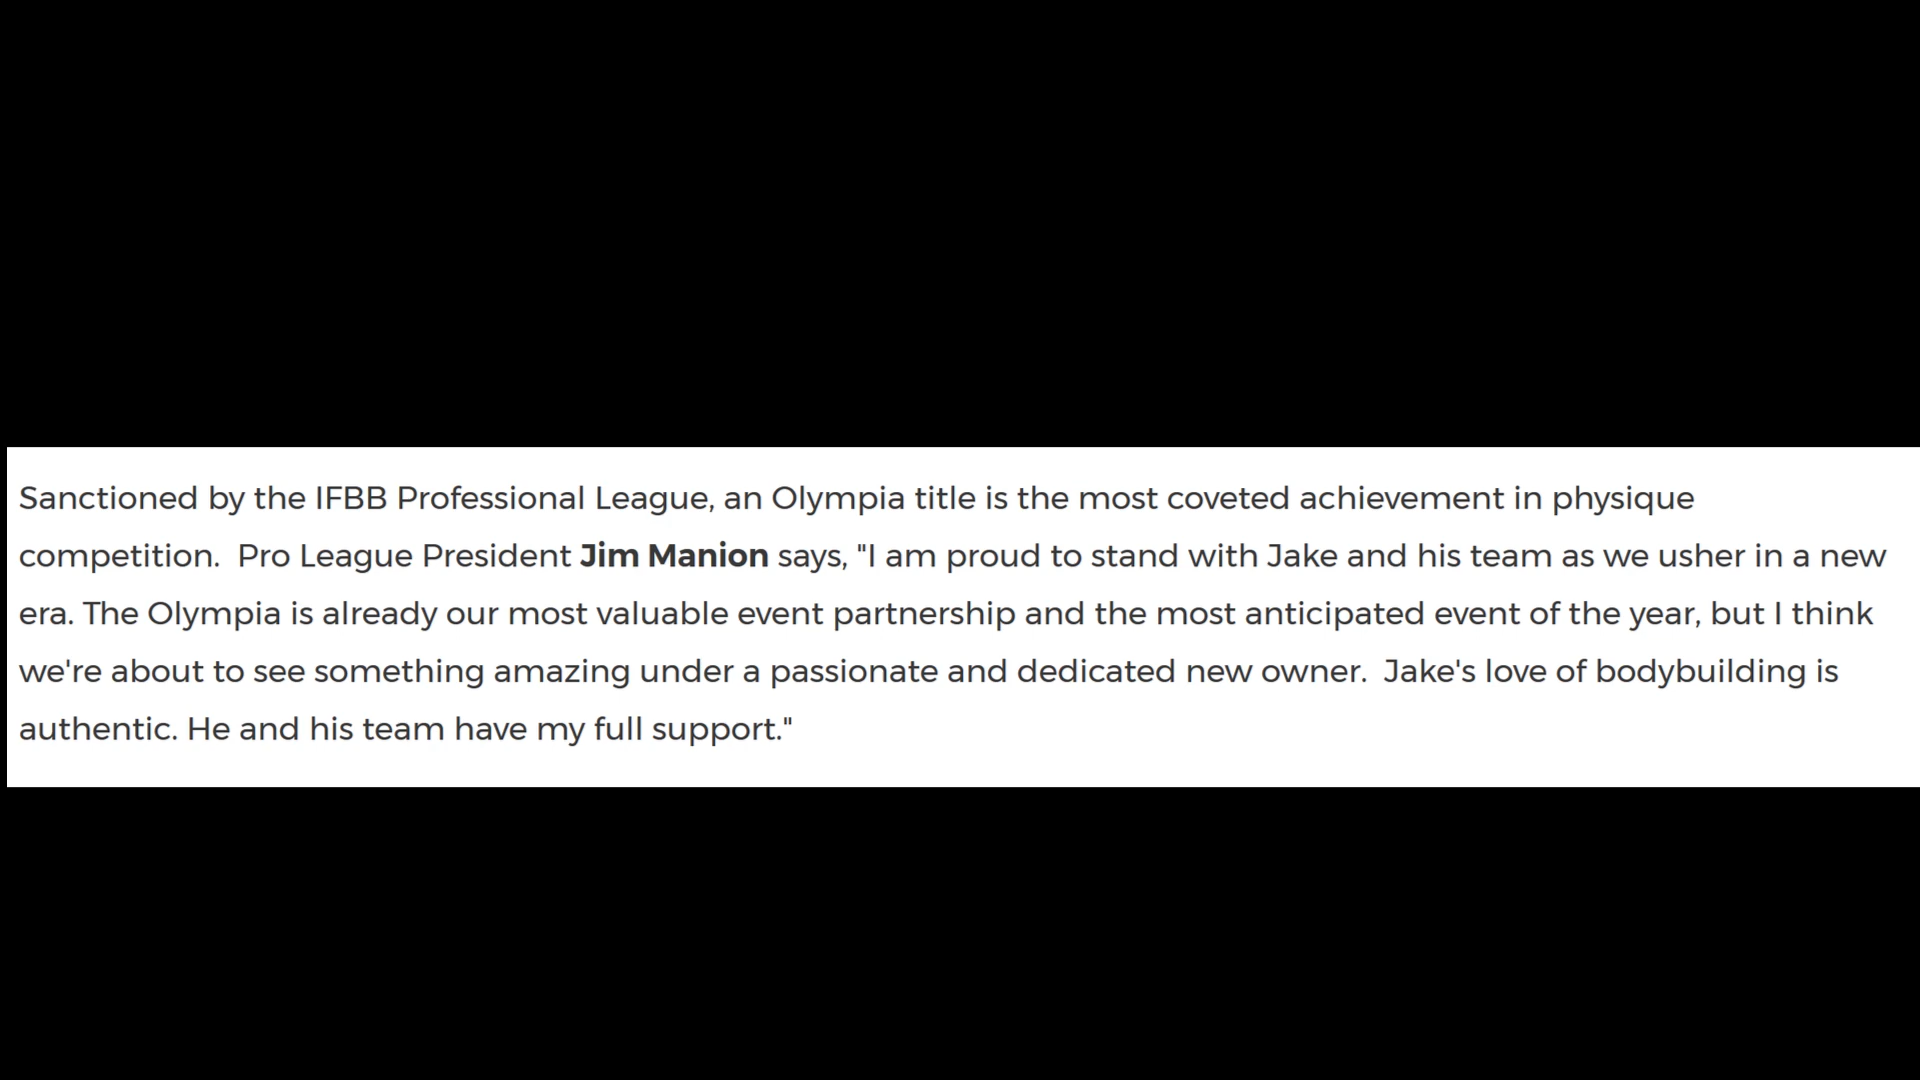 Sanctioned by the IFBB Professional League, an Olympia title is the most coveted achievement in physique
competition.  Pro League President Jim Manion says, "I am proud to stand with Jake and his team as we usher in a new
era. The Olympia is already our most valuable event partnership and the most anticipated event of the year, but I think
we're about to see something amazing under a passionate and dedicated new owner.  Jake's love of bodybuilding is
authentic. He and his team have my full support."